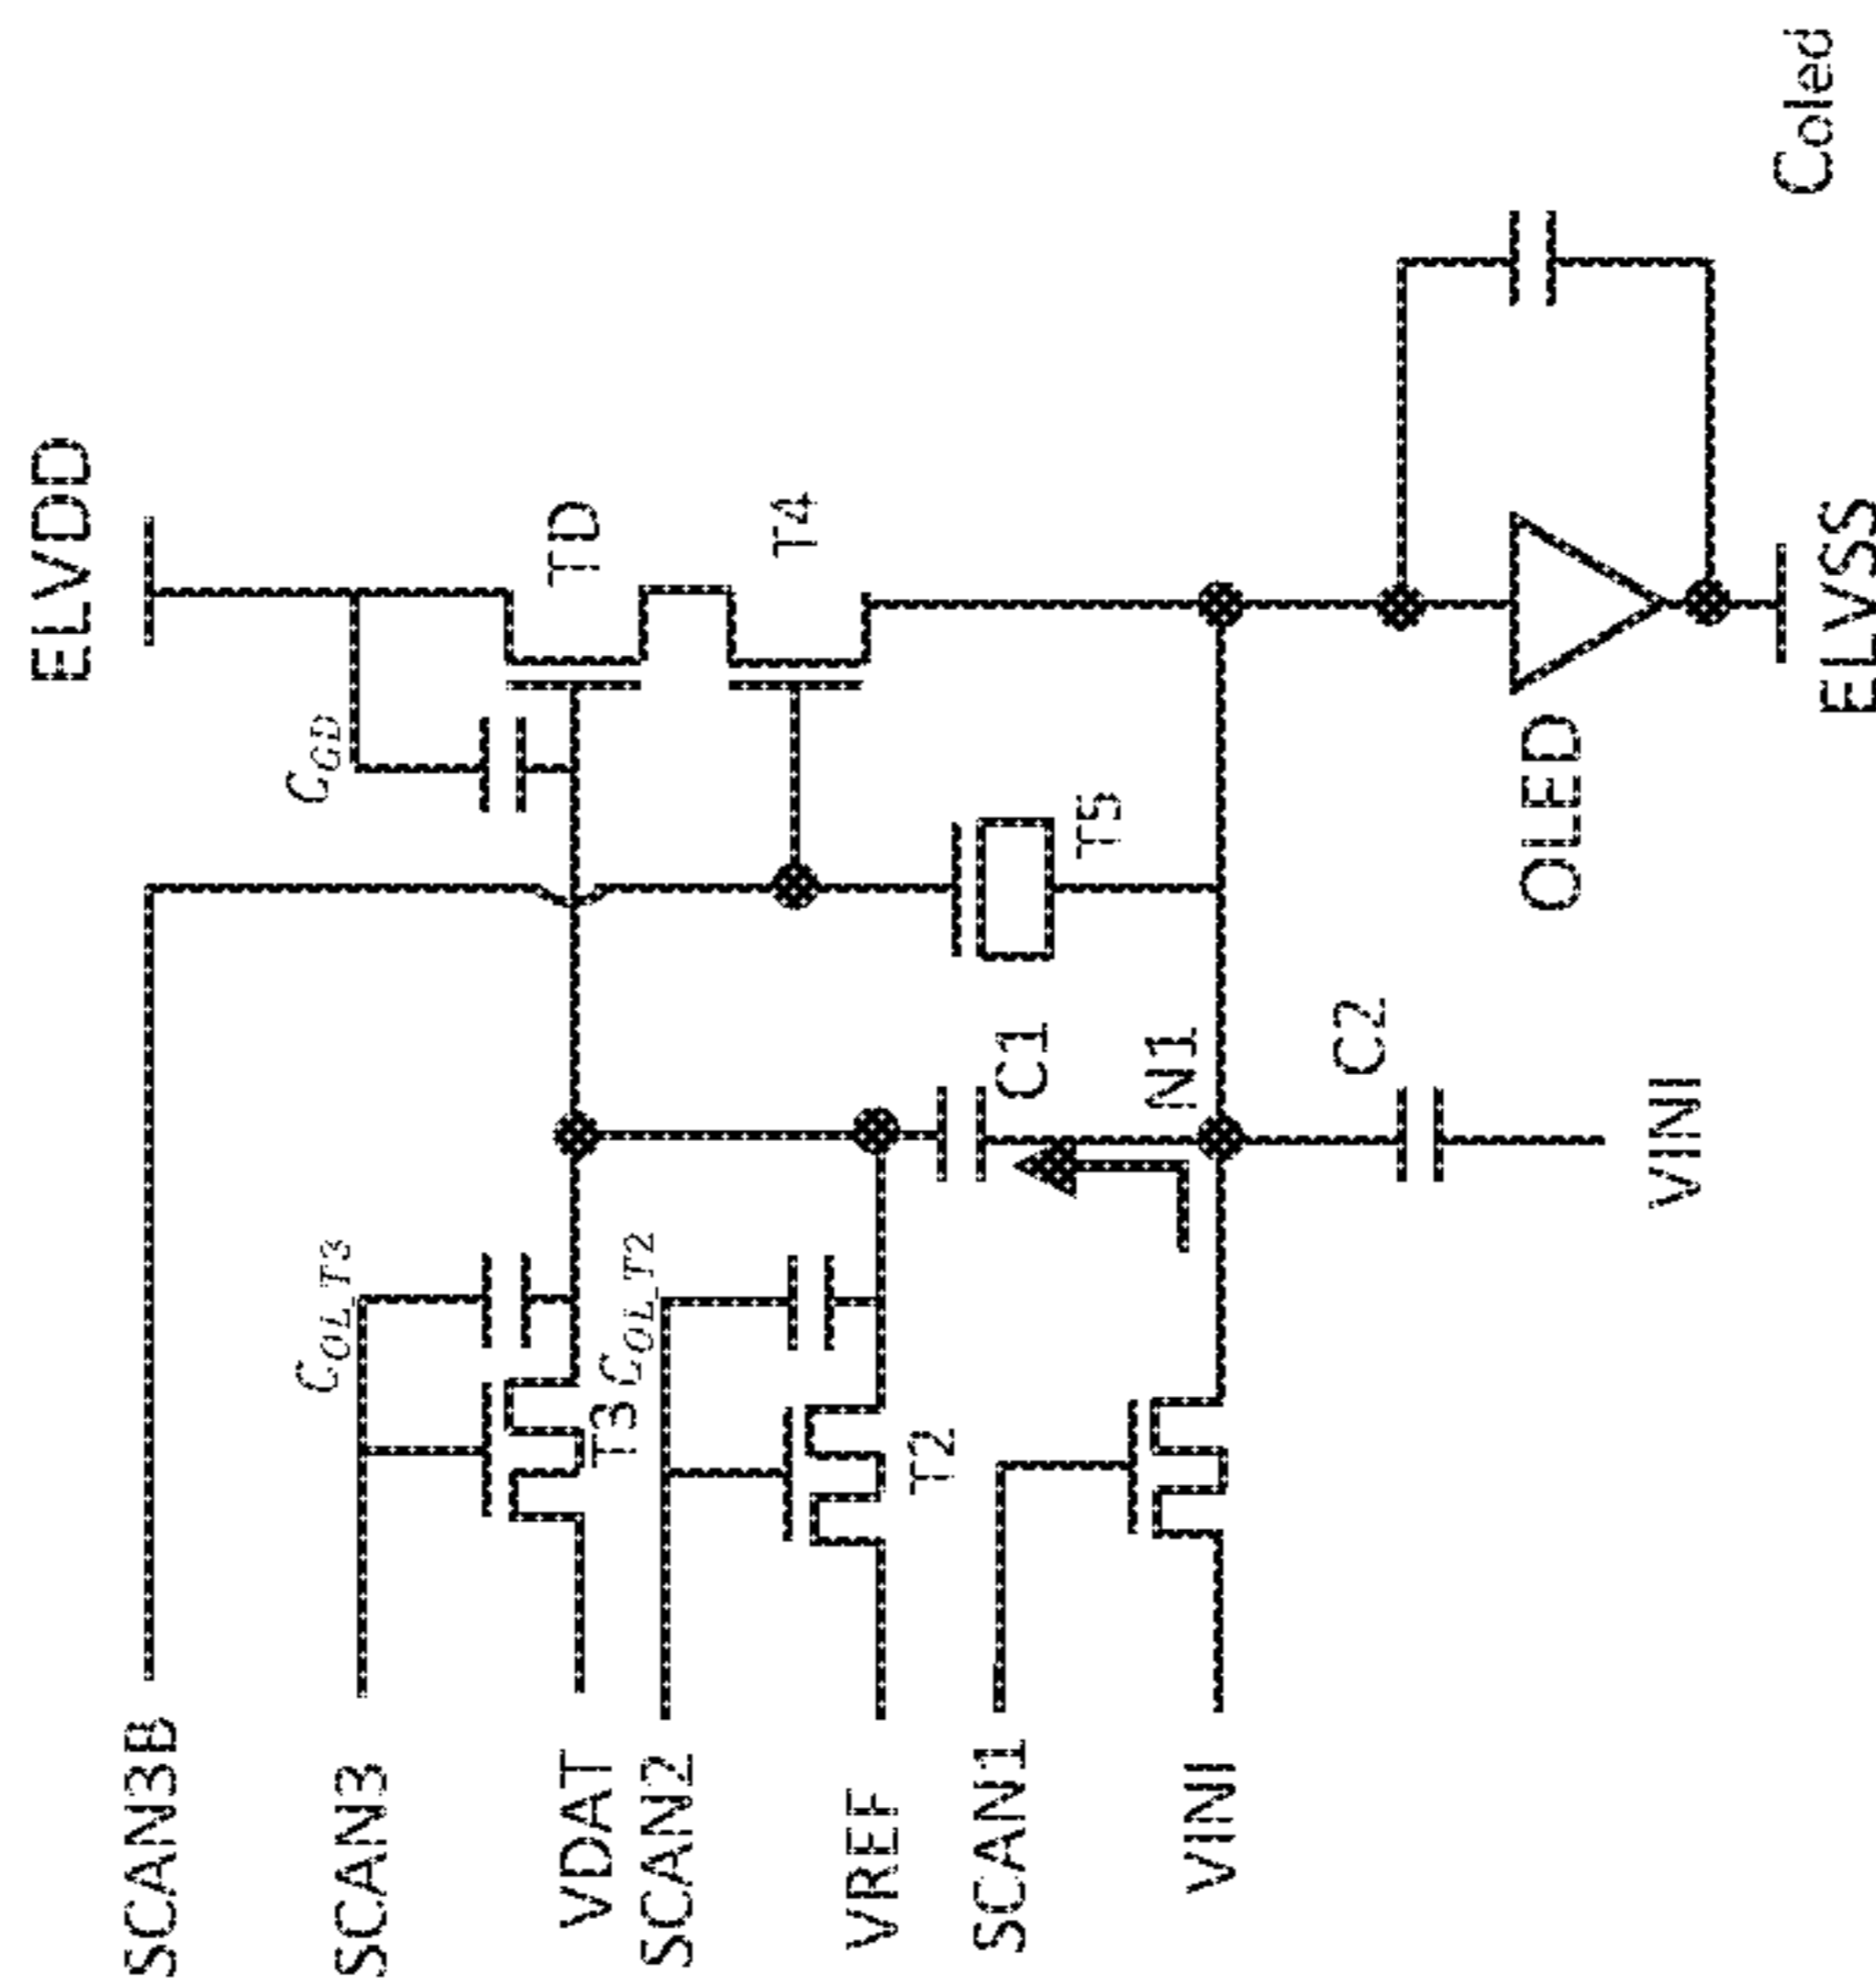 ELVDD
SCAN3B
SCAN3
VDAT
SCAN2
VREF
SCAN1
VINI
C_OL_T3
C_GD
TD
T3
C_OL_T2
T4
T2
T5
C1
N1
C2
VINI
OLED
Coled
ELVSS